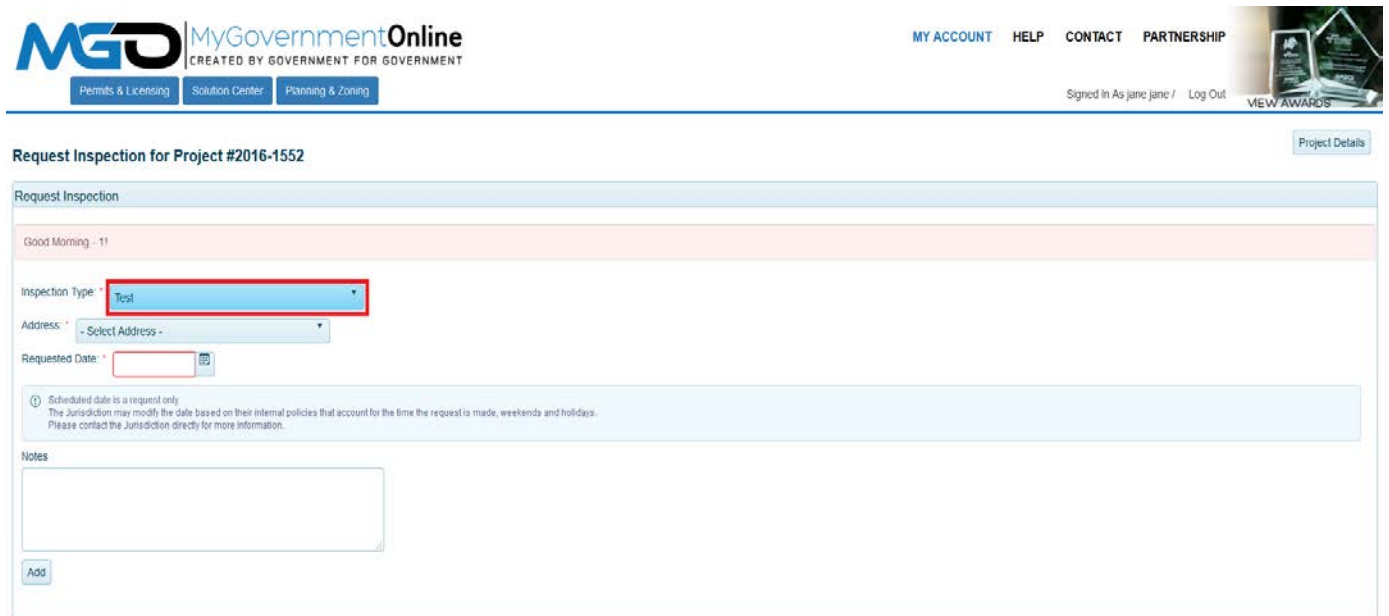 MGO
MyGovernmentOnline
CREATED BY GOVERNMENT FOR GOVERNMENT
MY ACCOUNT HELP CONTACT PARTNERSHIP
Permits & Licensing Solution Center Planning & Zoning
Signed In As jane jane / Log Out
VIEW AWARDS
Project Details
Request Inspection for Project #2016-1552
Request Inspection
Good Morning - 1!
Inspection Type: * Test
Address: * - Select Address -
Requested Date: *
Scheduled date is a request only
The Jurisdiction may modify the date based on their internal policies that account for the time the request is made, weekends and holidays.
Please contact the Jurisdiction directly for more information.
Notes
Add